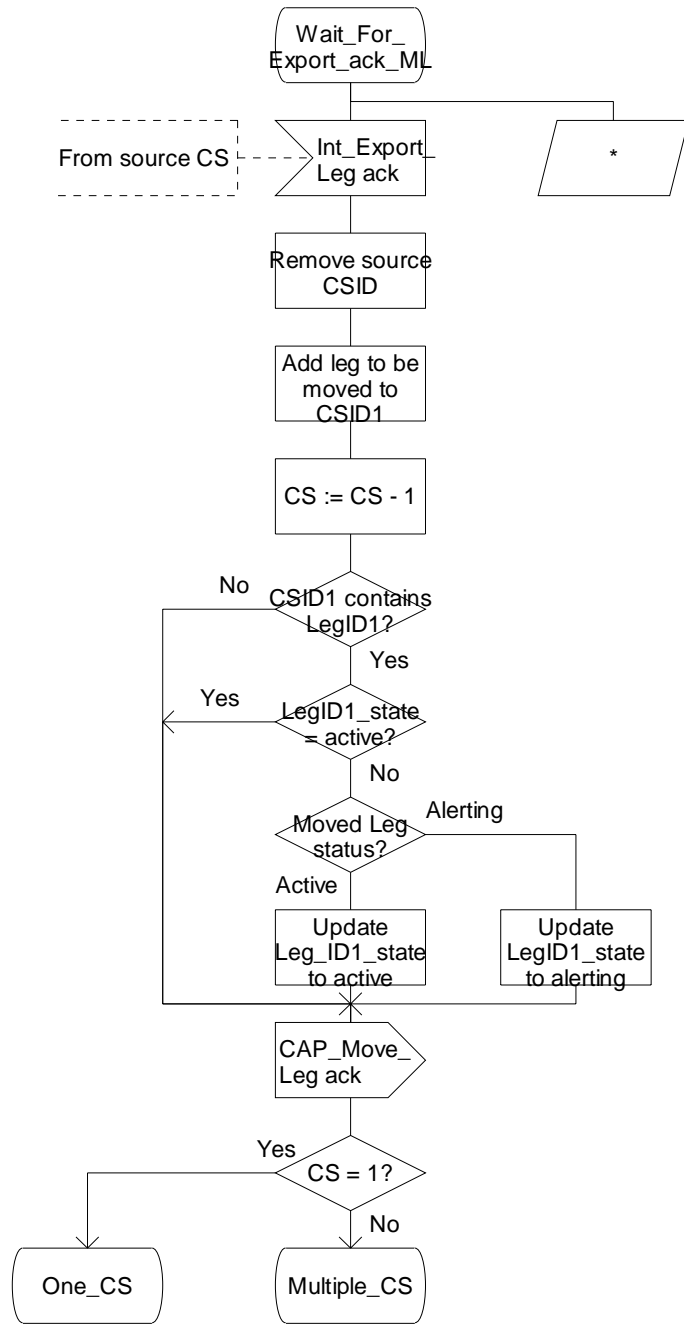 Wait_For_
Export_ack_ML
From source CS
Int_Export_
Leg ack
*
Remove source
CSID
Add leg to be
moved to
CSID1
CS := CS - 1
No
CSID1 contains
LegID1?
Yes
Yes
LegID1_state
= active?
No
Moved Leg
status?
Alerting
Active
Update
Leg_ID1_state
to active
Update
LegID1_state
to alerting
CAP_Move_
Leg ack
Yes
CS = 1?
No
One_CS
Multiple_CS